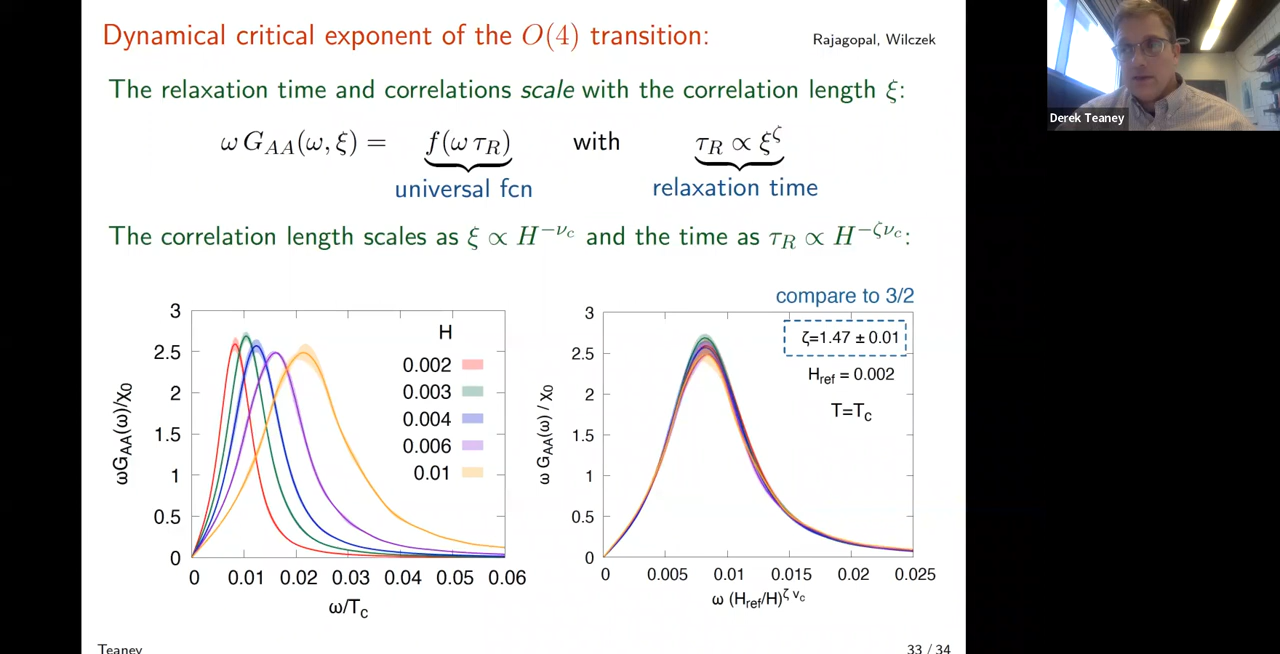 Dynamical critical exponent of the O(4) transition:
Rajagopal, Wilczek
Derek Teaney
The relaxation time and correlations scale with the correlation length ξ:
ω G_AA(ω, ξ) = f(ω τ_R) with τ_R ∝ ξ^ζ
universal fcn
relaxation time
The correlation length scales as ξ ∝ H^{−ν_c} and the time as τ_R ∝ H^{−ζν_c}:
ωG_AA(ω)/χ_0
3
2.5
2
1.5
1
0.5
0
0 0.01 0.02 0.03 0.04 0.05 0.06
ω/T_c
H
0.002
0.003
0.004
0.006
0.01
compare to 3/2
ω G_AA(ω) / χ_0
3
2.5
2
1.5
1
0.5
0
0 0.005 0.01 0.015 0.02 0.025
ω (H_ref/H)^{ζ ν_c}
ζ=1.47 ± 0.01
H_ref = 0.002
T=T_c
Teaney
33 / 34